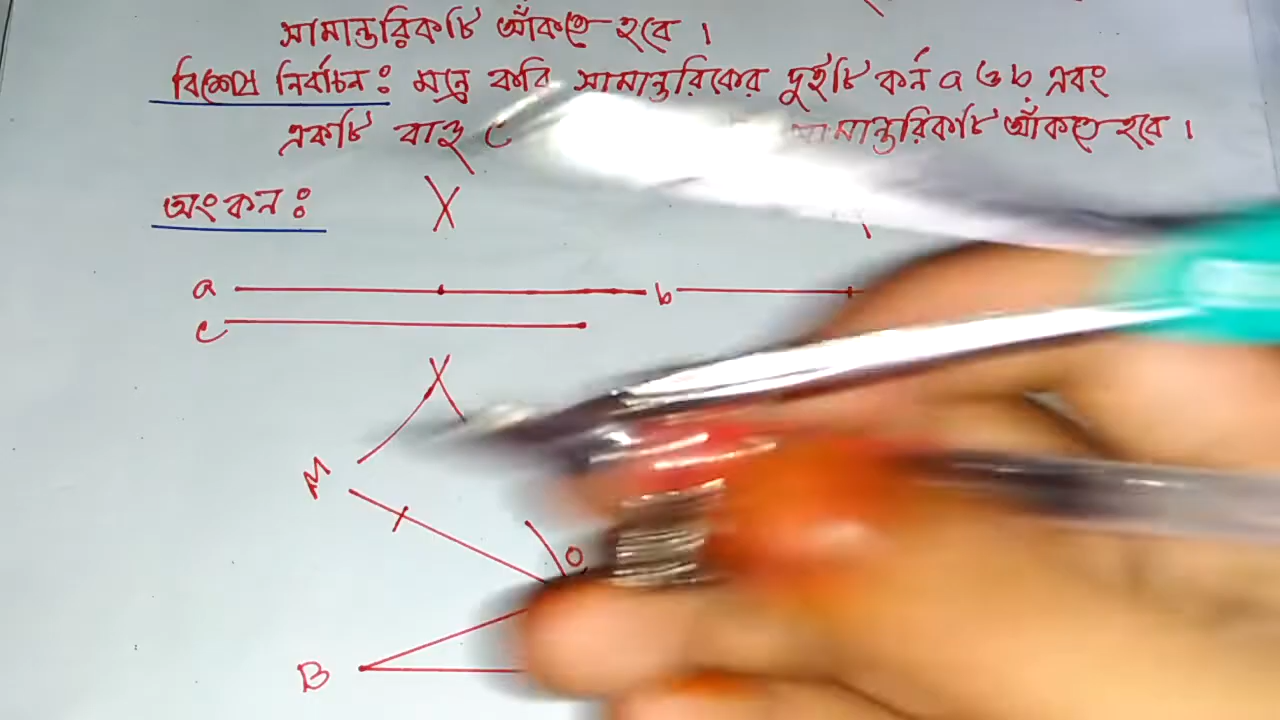 সামান্তরিকটি আঁকতে হবে ।
বিশেষ নির্বাচন : মনে করি সামান্তরিকের দুইটি কর্ন a ও b এবং
একটি বাহু c সামান্তরিকটি আঁকতে হবে ।
অংকন :
a b
c
M
O
B